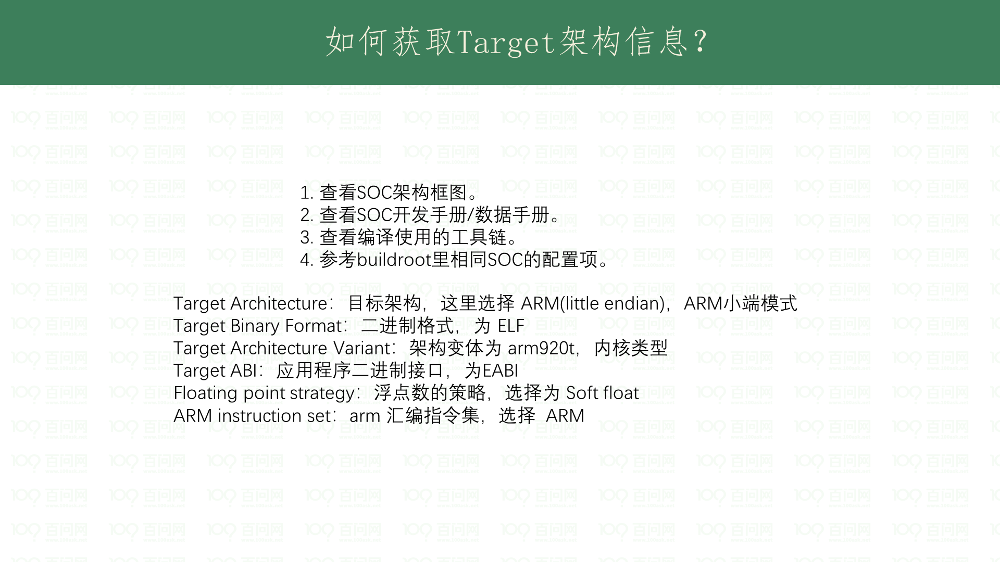 如何获取Target架构信息？
1. 查看SOC架构框图。
2. 查看SOC开发手册/数据手册。
3. 查看编译使用的工具链。
4. 参考buildroot里相同SOC的配置项。
Target Architecture：目标架构，这里选择 ARM(little endian)，ARM小端模式
Target Binary Format：二进制格式，为 ELF
Target Architecture Variant：架构变体为 arm920t，内核类型
Target ABI：应用程序二进制接口，为EABI
Floating point strategy：浮点数的策略，选择为 Soft float
ARM instruction set：arm 汇编指令集，选择 ARM
百问网
www.100ask.net